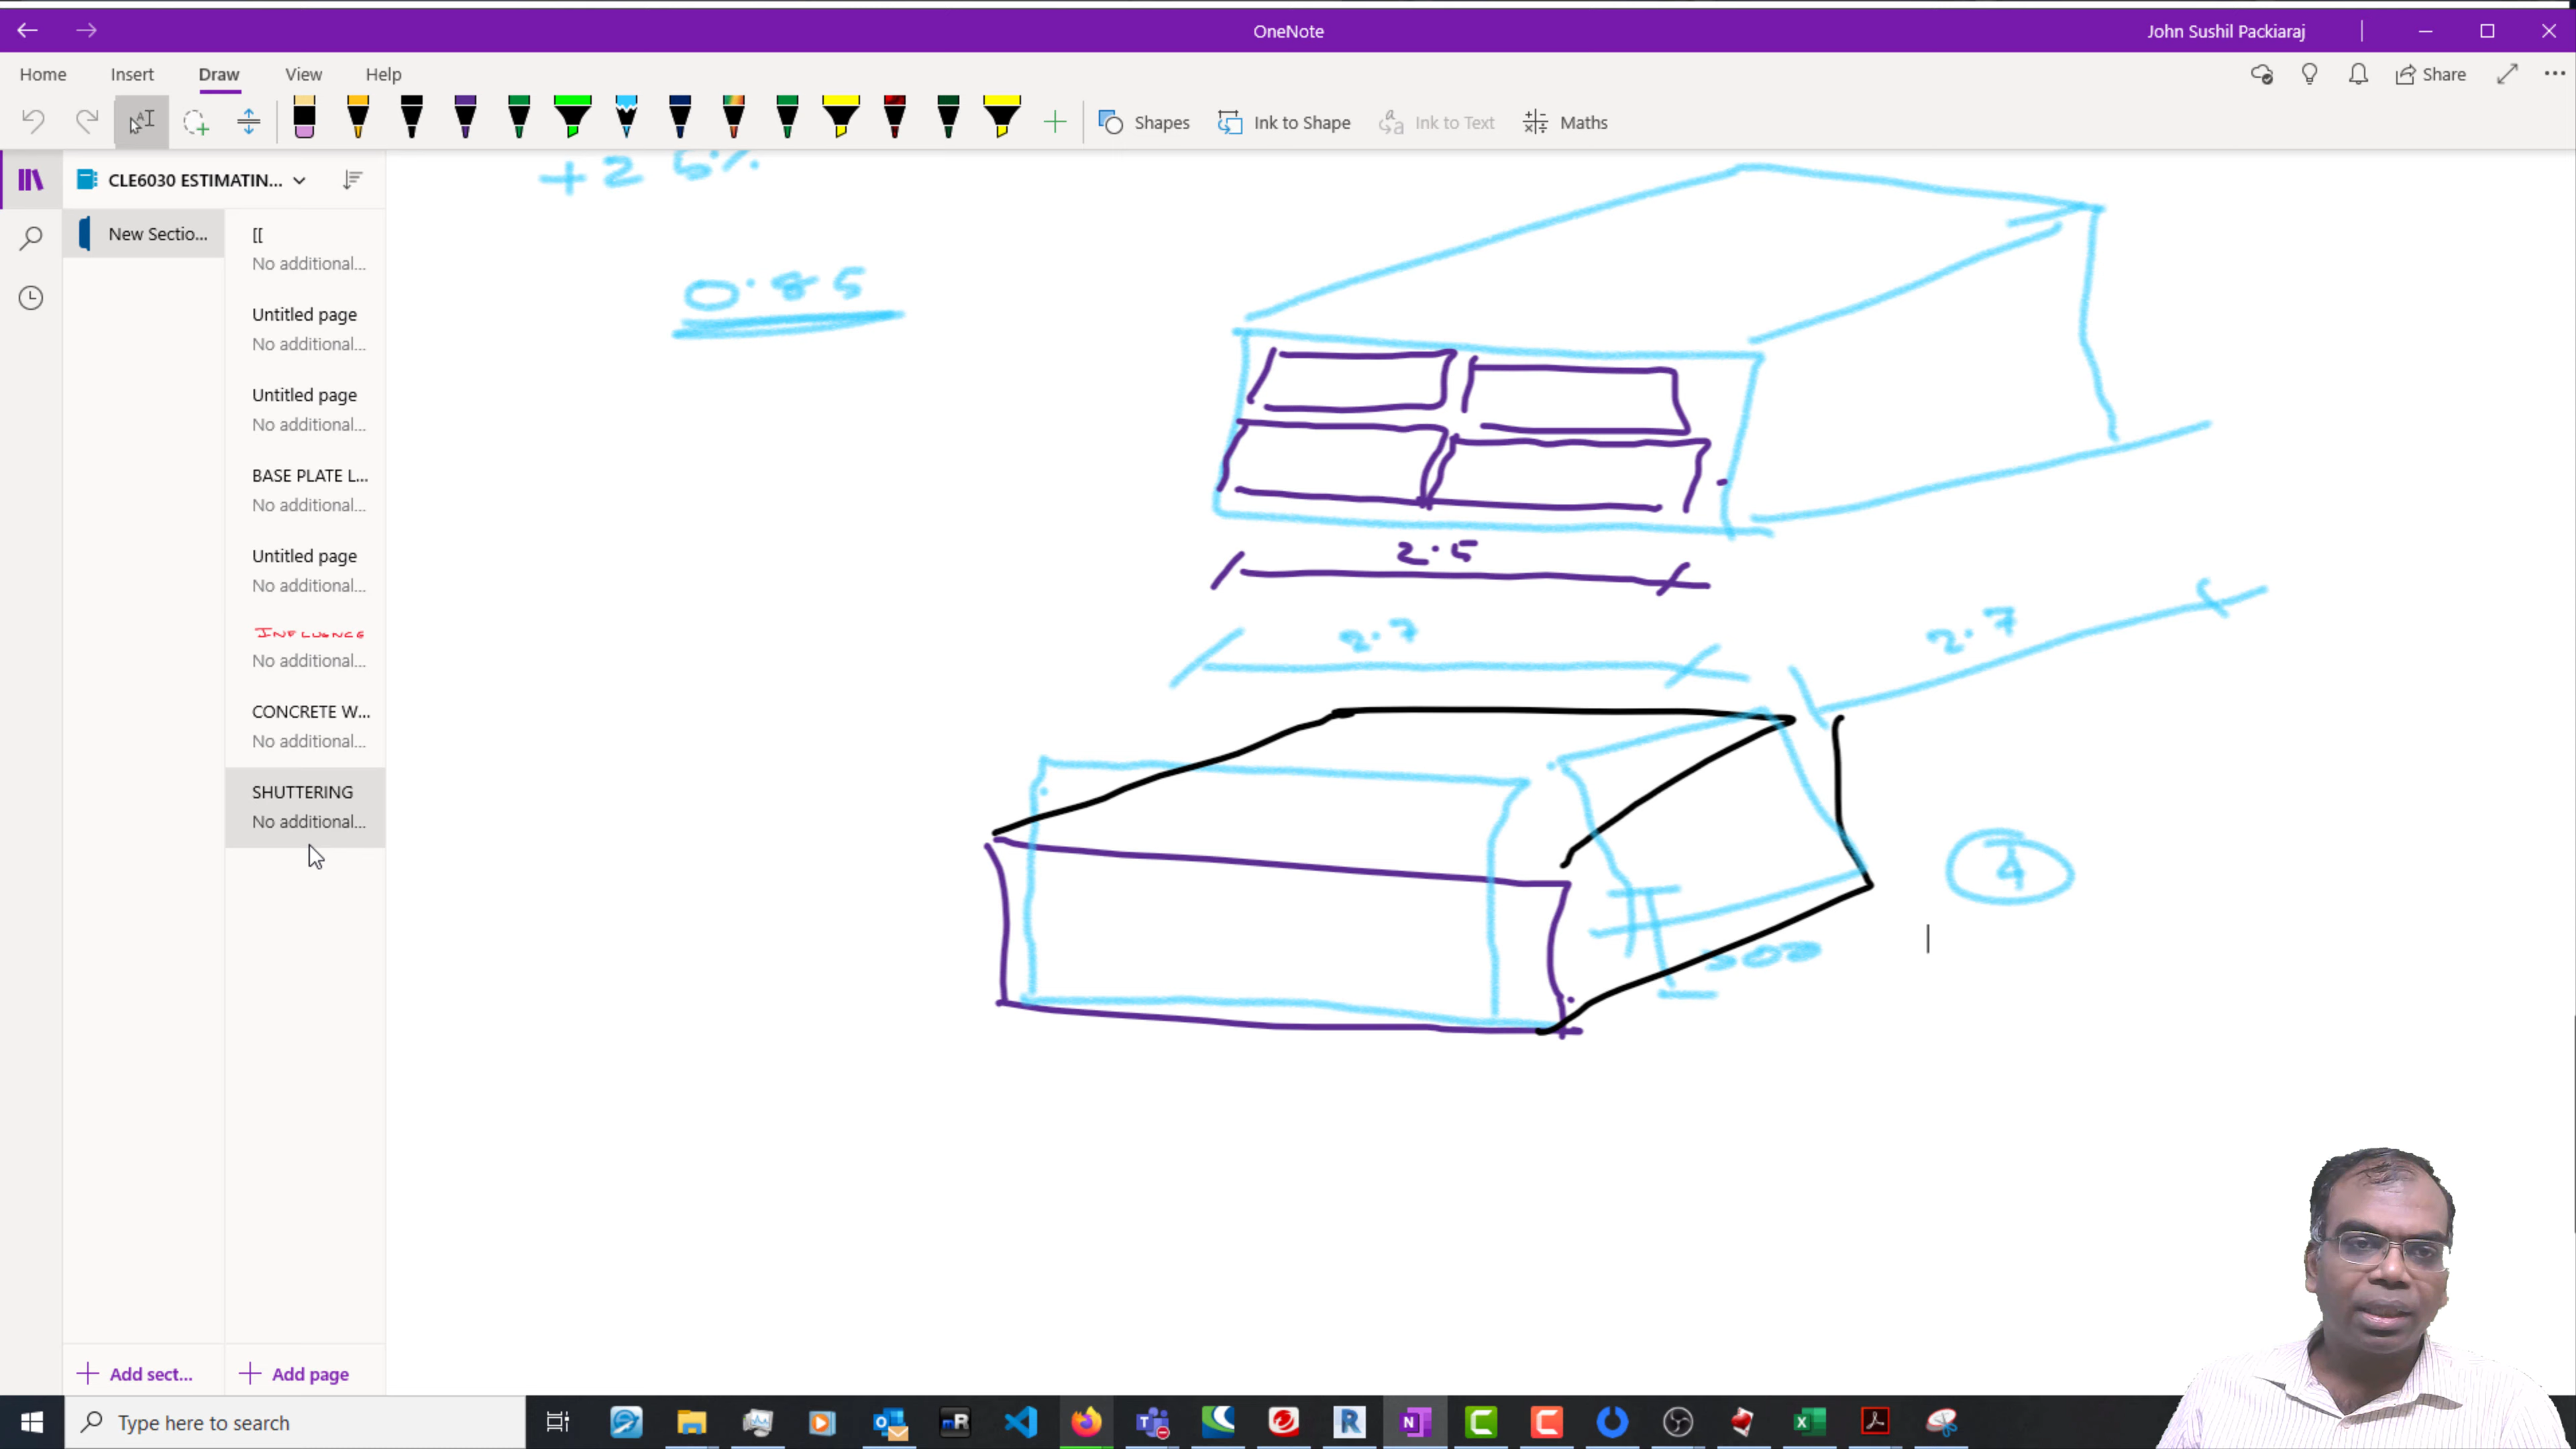 OneNote
John Sushil Packiaraj
Home
Insert
Draw
View
Help
Share
Shapes
Ink to Shape
Ink to Text
Maths
CLE6030 ESTIMATIN...
New Sectio...
[[
No additional...
Untitled page
No additional...
Untitled page
No additional...
BASE PLATE L...
No additional...
Untitled page
No additional...
INFLUENCE
No additional...
CONCRETE W...
No additional...
SHUTTERING
No additional...
Add sect...
Add page
+25%
0.85
2.5
2.7
2.7
4
300
Type here to search